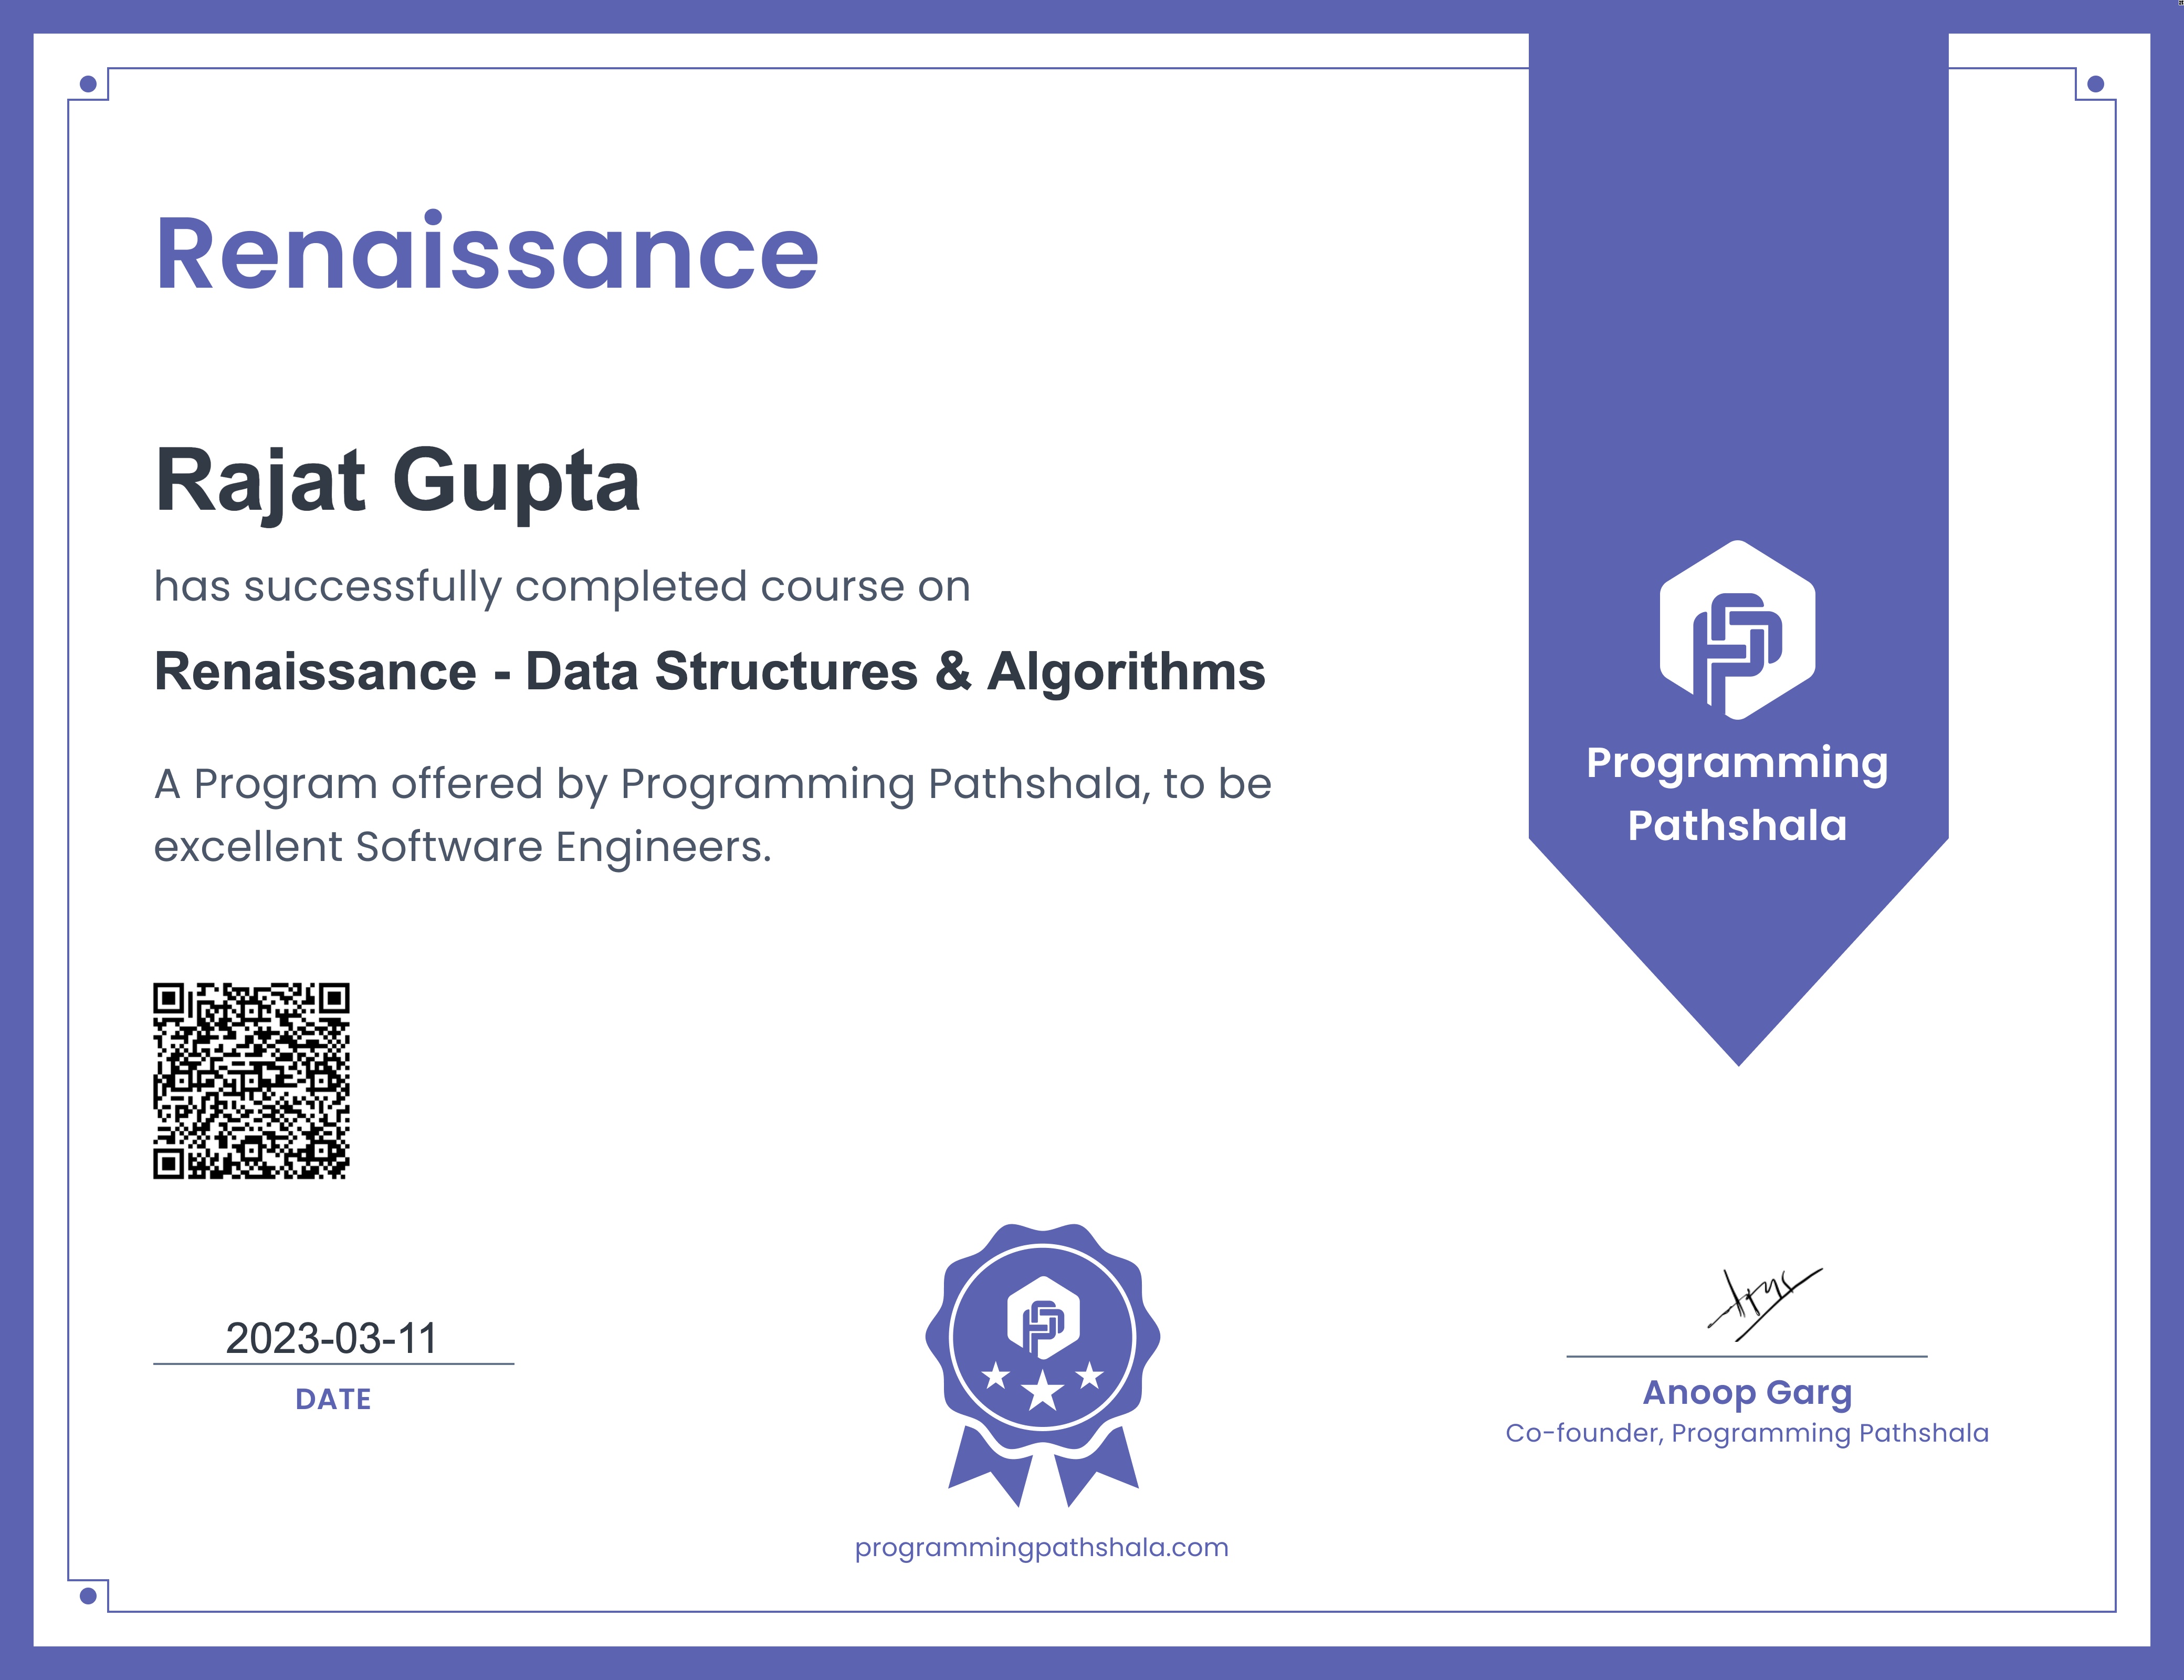 Renaissance
Rajat Gupta
has successfully completed course on
Renaissance - Data Structures & Algorithms
A Program offered by Programming Pathshala, to be
excellent Software Engineers.
Programming
Pathshala
2023-03-11
DATE
Anoop Garg
Co-founder, Programming Pathshala
programmingpathshala.com